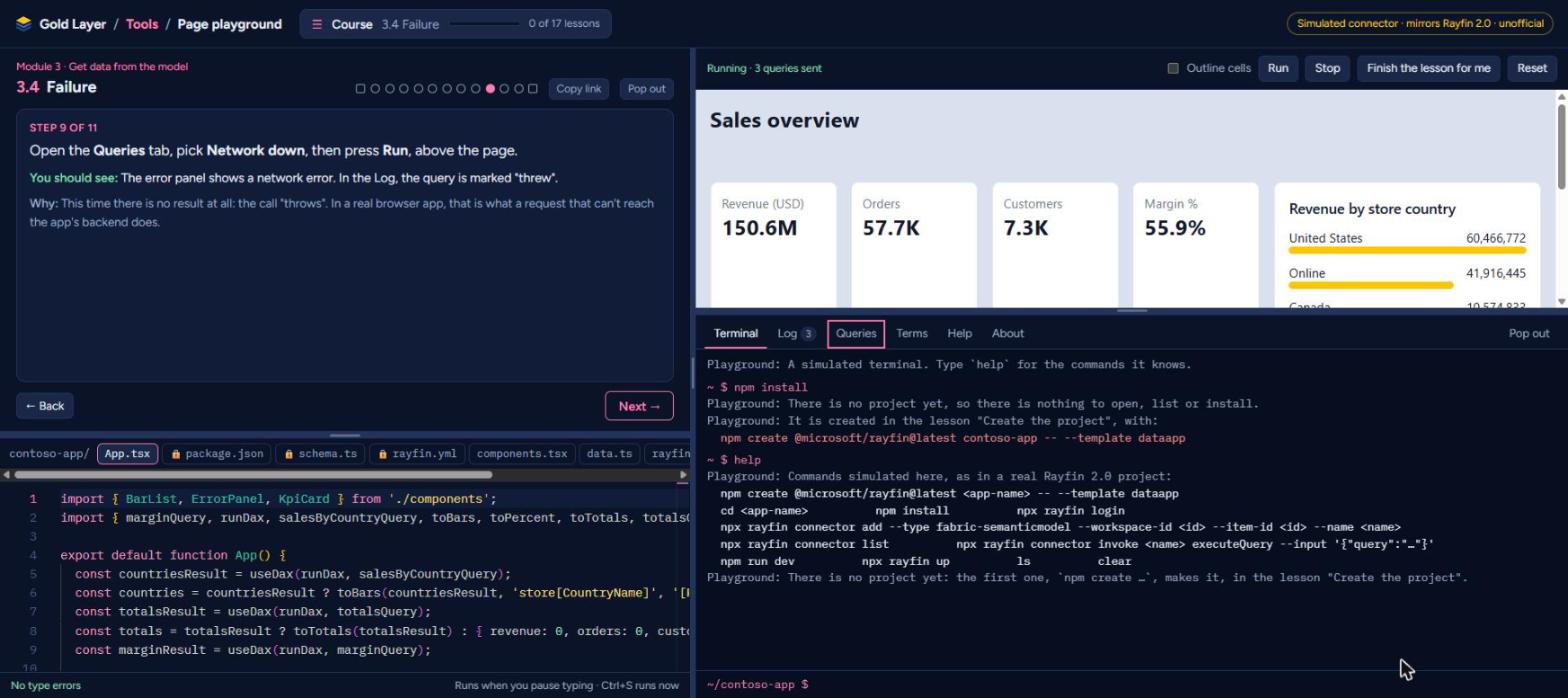 Gold Layer / Tools / Page playground
Course 3.4 Failure 0 of 17 lessons
Simulated connector · mirrors Rayfin 2.0 · unofficial
Module 3 · Get data from the model
3.4 Failure
Copy link
Pop out
STEP 9 OF 11
Open the Queries tab, pick Network down, then press Run, above the page.
You should see: The error panel shows a network error. In the Log, the query is marked "threw".
Why: This time there is no result at all: the call "throws". In a real browser app, that is what a request that can't reach
the app's backend does.
← Back
Next →
contoso-app/ App.tsx package.json schema.ts rayfin.yml components.tsx data.ts rayfin
1 import { BarList, ErrorPanel, KpiCard } from './components';
2 import { marginQuery, runDax, salesByCountryQuery, toBars, toPercent, toTotals, totals
3
4 export default function App() {
5 const countriesResult = useDax(runDax, salesByCountryQuery);
6 const countries = countriesResult ? toBars(countriesResult, 'store[CountryName]', '[
7 const totalsResult = useDax(runDax, totalsQuery);
8 const totals = totalsResult ? toTotals(totalsResult) : { revenue: 0, orders: 0, custo
9 const marginResult = useDax(runDax, marginQuery);
10
No type errors
Runs when you pause typing · Ctrl+S runs now
Running · 3 queries sent
Outline cells
Run
Stop
Finish the lesson for me
Reset
Sales overview
Revenue (USD)
150.6M
Orders
57.7K
Customers
7.3K
Margin %
55.9%
Revenue by store country
United States 60,466,772
Online 41,916,445
Canada 19,574,833
Terminal Log 3 Queries Terms Help About
Pop out
Playground: A simulated terminal. Type `help` for the commands it knows.
~ $ npm install
Playground: There is no project yet, so there is nothing to open, list or install.
Playground: It is created in the lesson "Create the project", with:
npm create @microsoft/rayfin@latest contoso-app -- --template dataapp
~ $ help
Playground: Commands simulated here, as in a real Rayfin 2.0 project:
npm create @microsoft/rayfin@latest <app-name> -- --template dataapp
cd <app-name> npm install npx rayfin login
npx rayfin connector add --type fabric-semanticmodel --workspace-id <id> --item-id <id> --name <name>
npx rayfin connector list npx rayfin connector invoke <name> executeQuery --input '{"query":"…"}'
npm run dev npx rayfin up ls clear
Playground: There is no project yet: the first one, `npm create …`, makes it, in the lesson "Create the project".
~/contoso-app $